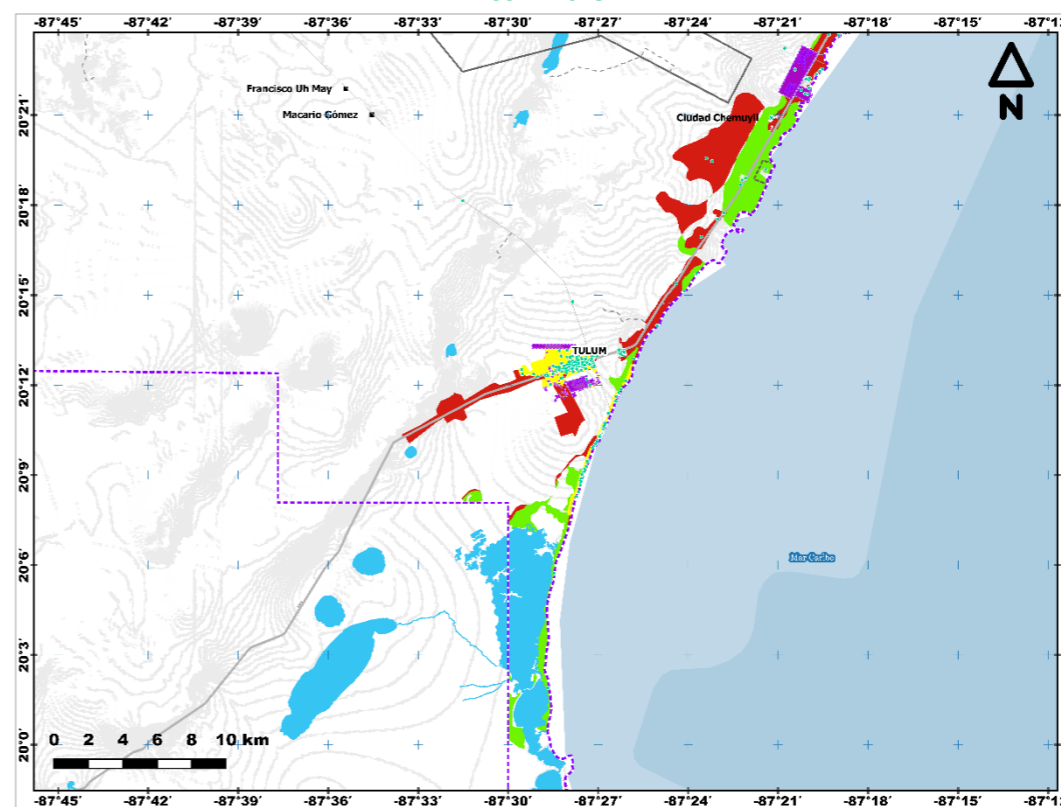 -87°45' -87°42' -87°39' -87°36' -87°33' -87°30' -87°27' -87°24' -87°21' -87°18' -87°15'
Francisco Uh May
Macario Gómez
Ciudad Chemuyil
N
20°21'
20°18'
20°15'
TULUM
20°12'
20°9'
20°6'
Mar Caribe
20°3'
20°0'
0 2 4 6 8 10 km
-87°45' -87°42' -87°39' -87°36' -87°33' -87°30' -87°27' -87°24' -87°21' -87°18' -87°15'